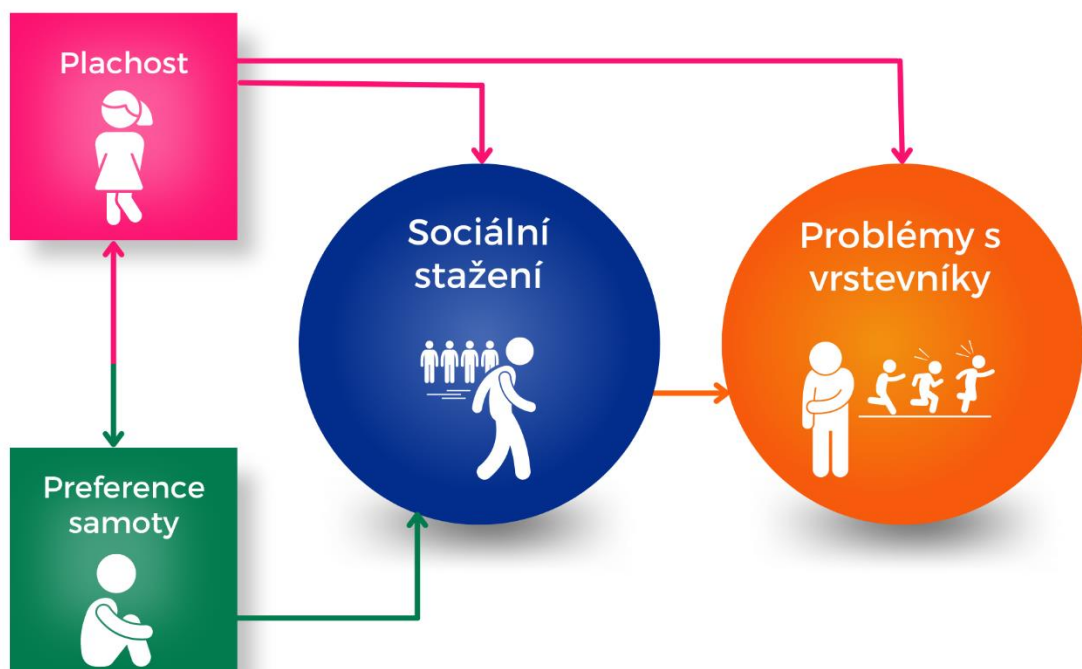 Plachost
Sociální
stažení
Problémy s
vrstevníky
Preference
samoty